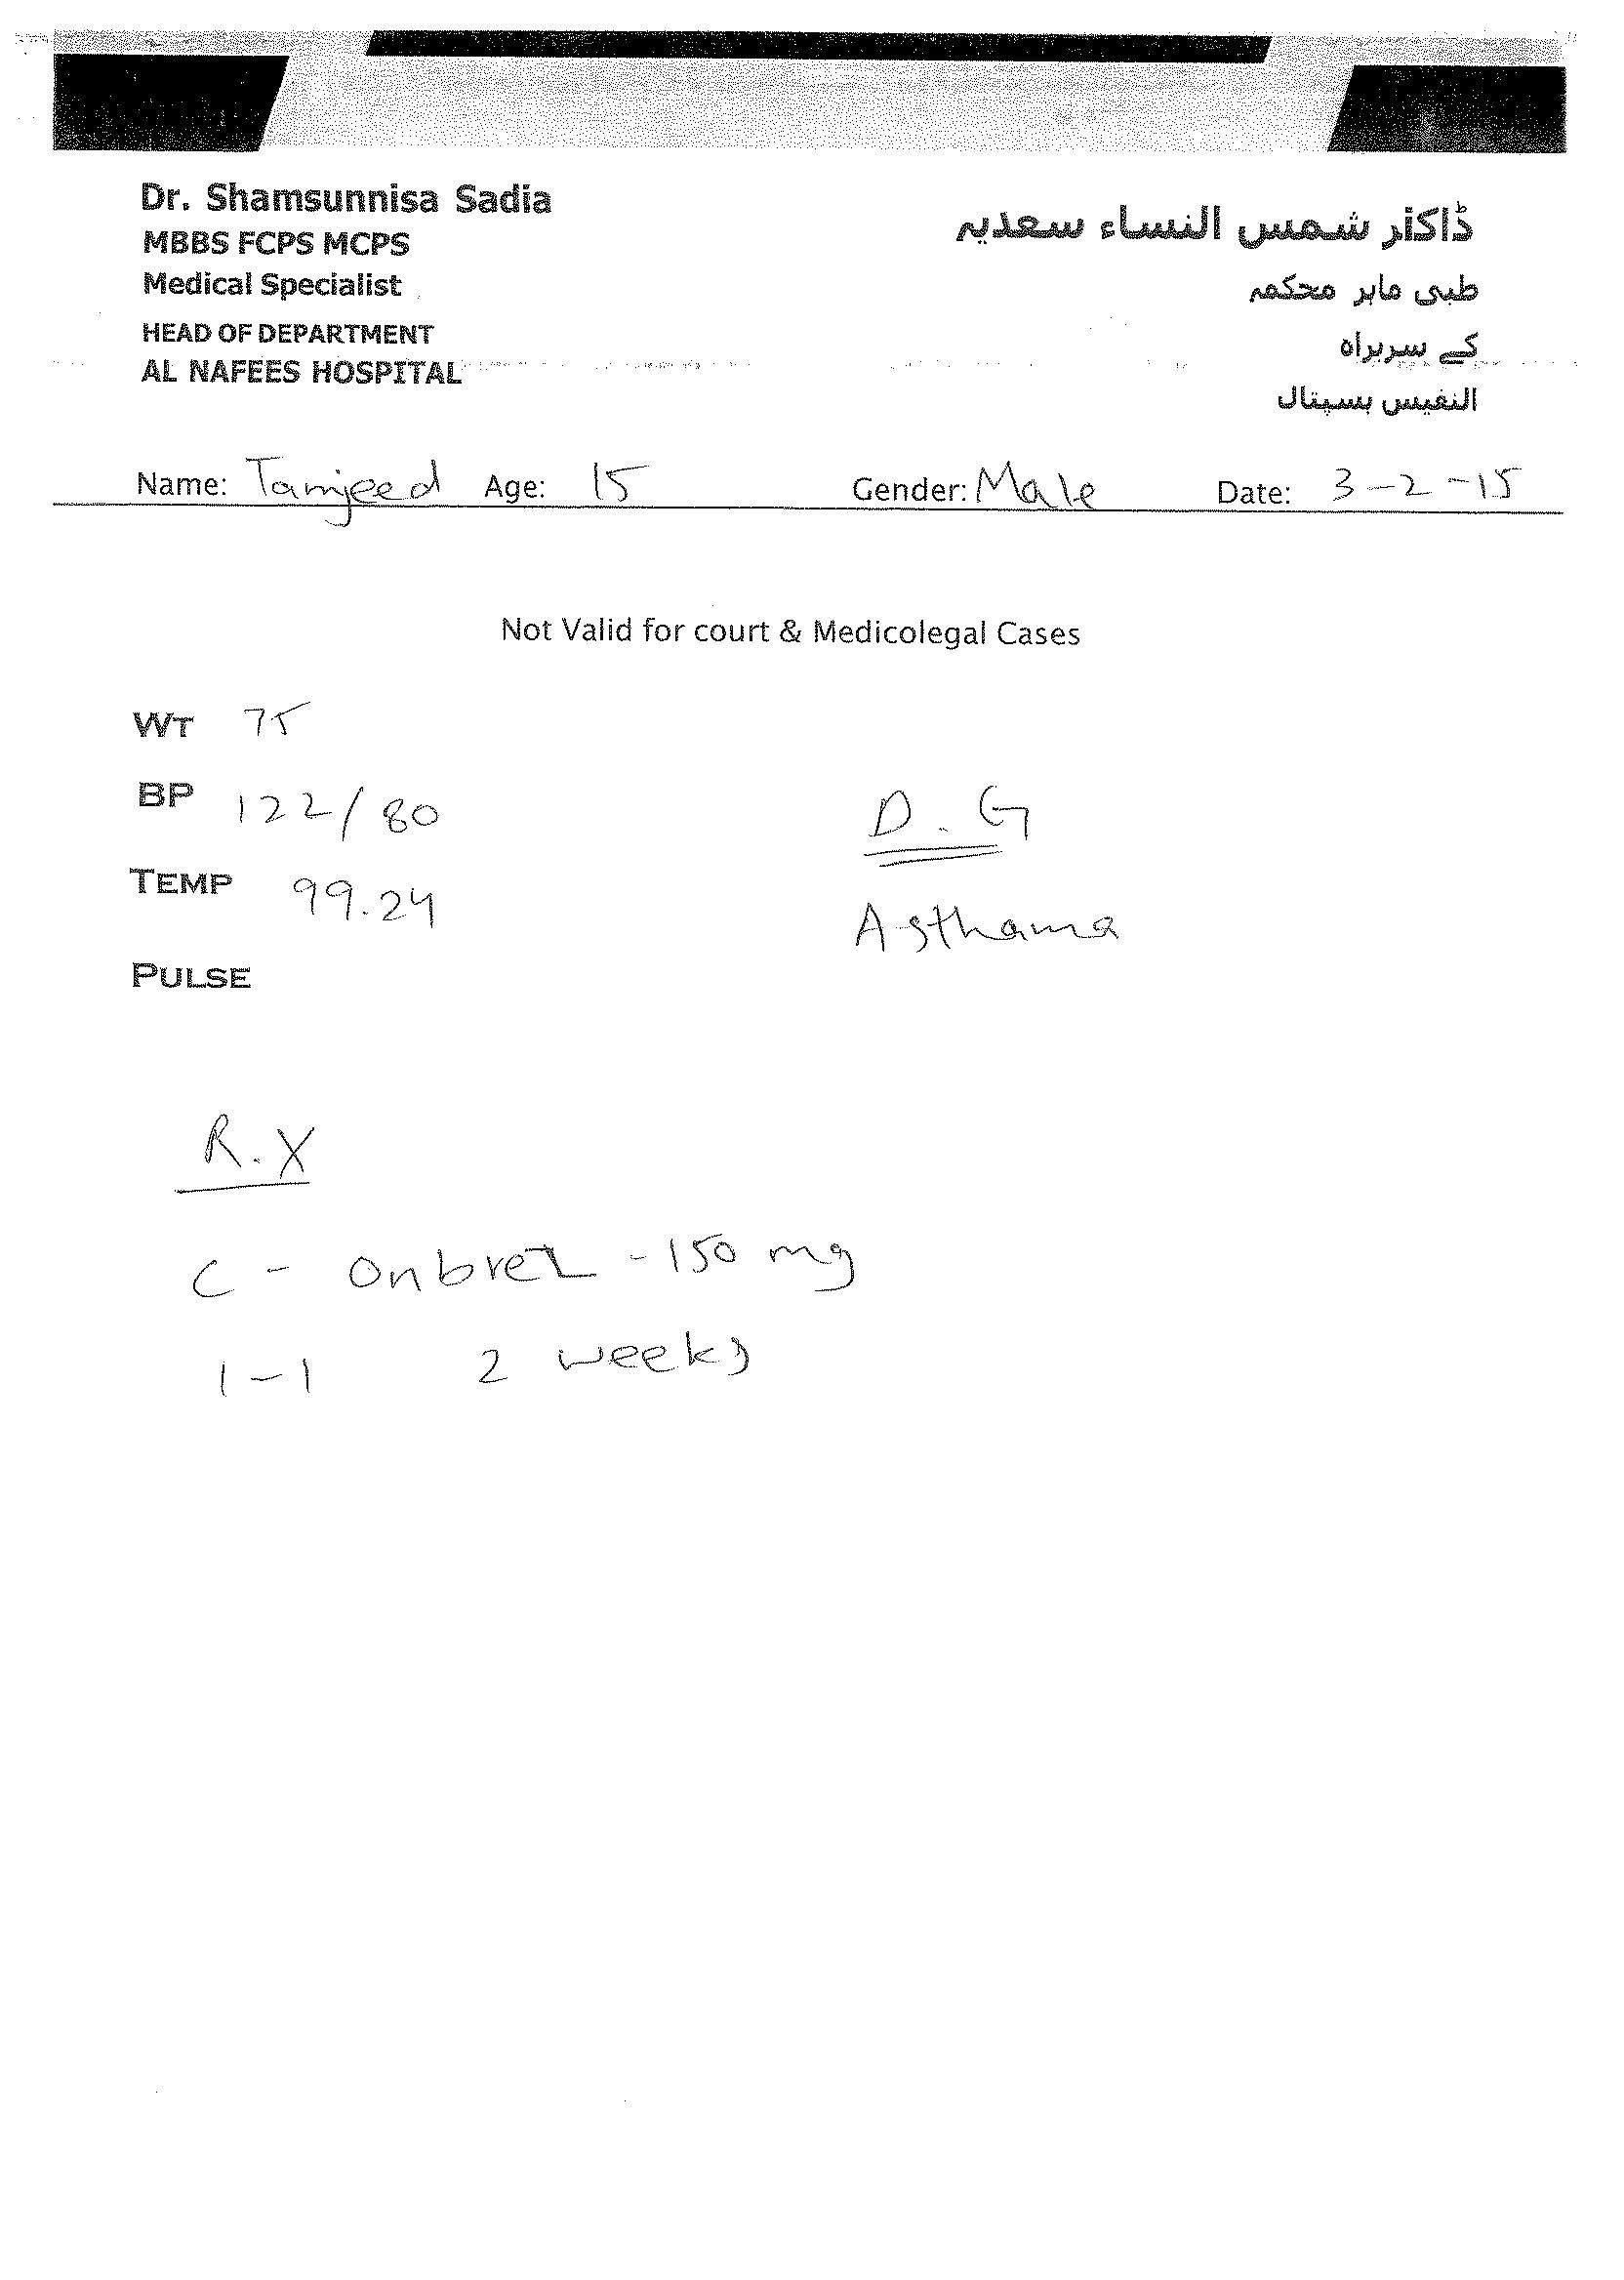 Dr. Shamsunnisa Sadia
MBBS FCPS MCPS
Medical Specialist
HEAD OF DEPARTMENT
AL NAFEES HOSPITAL
ڈاکٹر شمس النساء سعدیہ
طبی ماہر محکمہ
کے سربراہ
النفیس ہسپتال
Name: Tamjeed Age: 15 Gender: Male Date: 3-2-15
Not Valid for court & Medicolegal Cases
WT 75
BP 122/80
TEMP 99.24
PULSE
D.G
Asthama
R.X
C - Onbrez - 150 mg
1-1 2 weeks